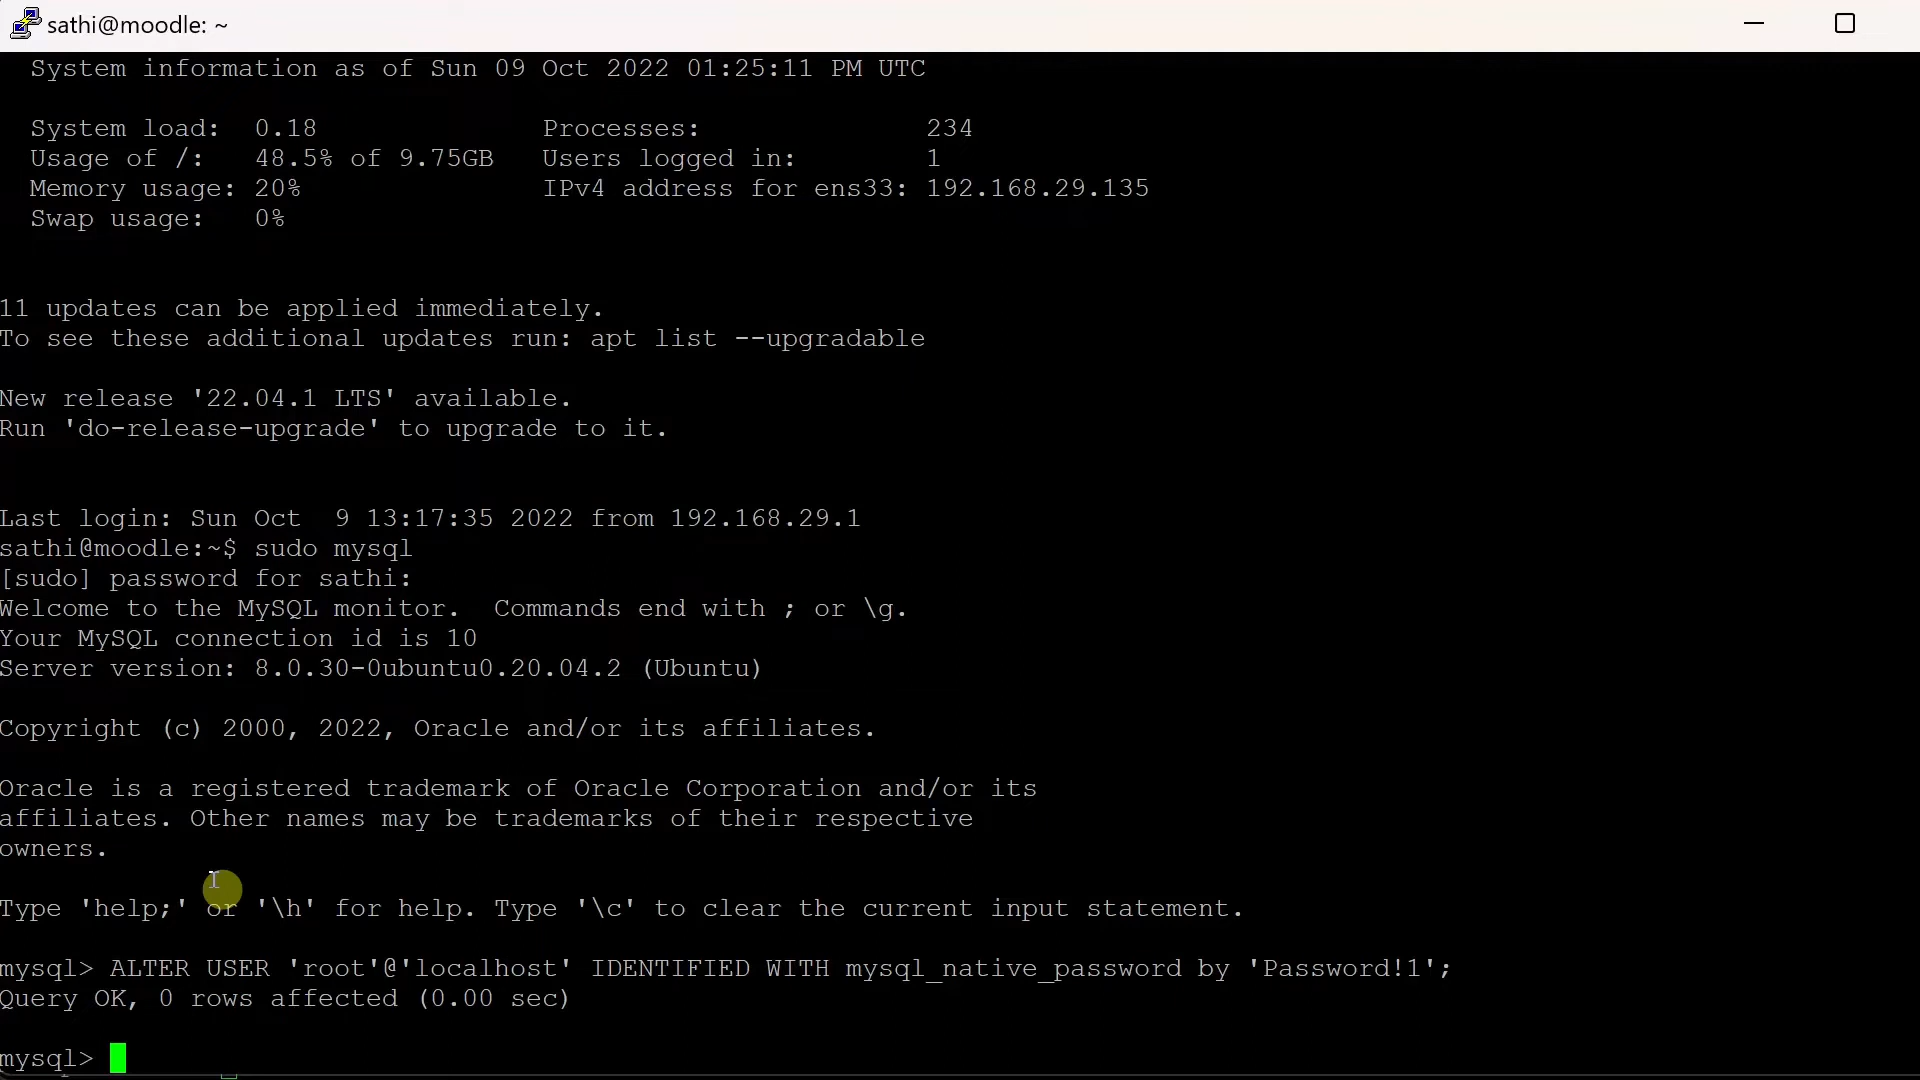 sathi@moodle: ~
System information as of Sun 09 Oct 2022 01:25:11 PM UTC
System load: 0.18 Processes: 234
Usage of /: 48.5% of 9.75GB Users logged in: 1
Memory usage: 20% IPv4 address for ens33: 192.168.29.135
Swap usage: 0%
11 updates can be applied immediately.
To see these additional updates run: apt list --upgradable
New release '22.04.1 LTS' available.
Run 'do-release-upgrade' to upgrade to it.
Last login: Sun Oct  9 13:17:35 2022 from 192.168.29.1
sathi@moodle:~$ sudo mysql
[sudo] password for sathi:
Welcome to the MySQL monitor.  Commands end with ; or \g.
Your MySQL connection id is 10
Server version: 8.0.30-0ubuntu0.20.04.2 (Ubuntu)
Copyright (c) 2000, 2022, Oracle and/or its affiliates.
Oracle is a registered trademark of Oracle Corporation and/or its
affiliates. Other names may be trademarks of their respective
owners.
Type 'help;' or '\h' for help. Type '\c' to clear the current input statement.
mysql> ALTER USER 'root'@'localhost' IDENTIFIED WITH mysql_native_password by 'Password!1';
Query OK, 0 rows affected (0.00 sec)
mysql>